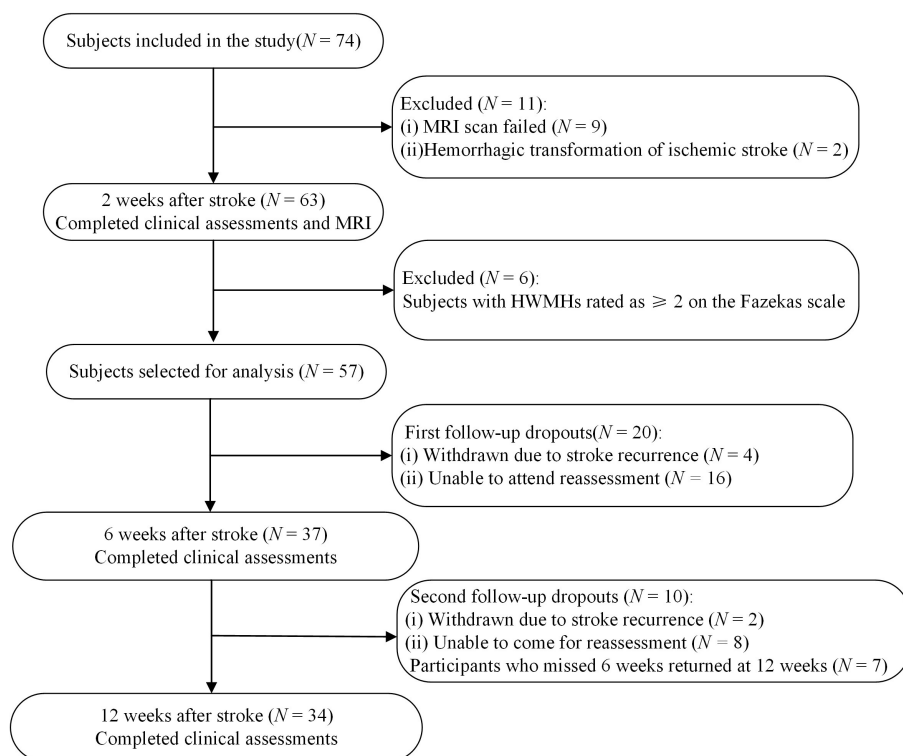 Subjects included in the study(N = 74)
Excluded (N = 11):
(i) MRI scan failed (N = 9)
(ii)Hemorrhagic transformation of ischemic stroke (N = 2)
2 weeks after stroke (N = 63)
Completed clinical assessments and MRI
Excluded (N = 6):
Subjects with HWMHs rated as ⩾ 2 on the Fazekas scale
Subjects selected for analysis (N = 57)
First follow-up dropouts(N = 20):
(i) Withdrawn due to stroke recurrence (N = 4)
(ii) Unable to attend reassessment (N = 16)
6 weeks after stroke (N = 37)
Completed clinical assessments
Second follow-up dropouts (N = 10):
(i) Withdrawn due to stroke recurrence (N = 2)
(ii) Unable to come for reassessment (N = 8)
Participants who missed 6 weeks returned at 12 weeks (N = 7)
12 weeks after stroke (N = 34)
Completed clinical assessments